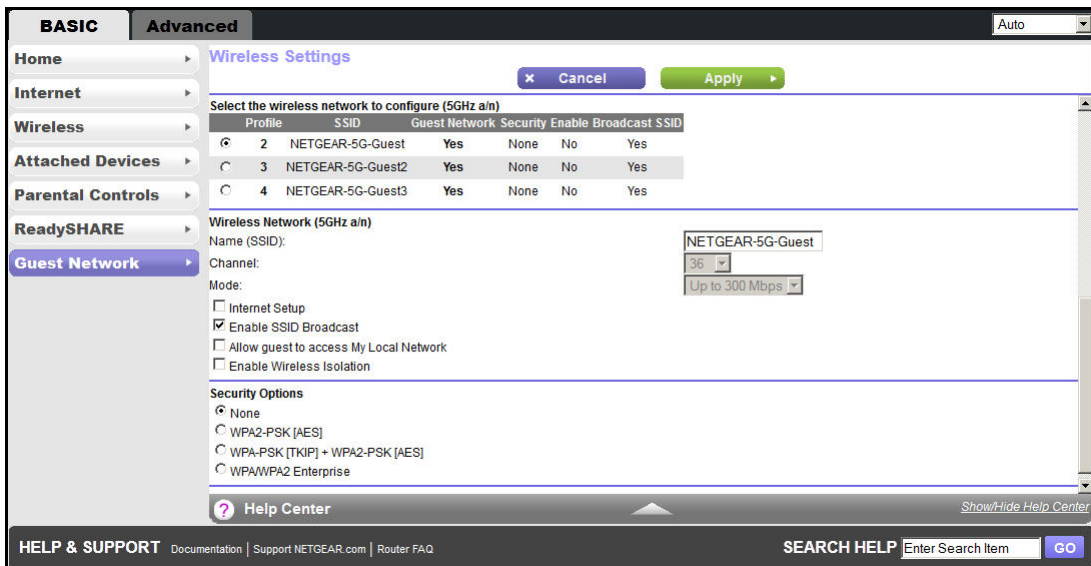 BASIC Advanced Auto
Home
Internet
Wireless
Attached Devices
Parental Controls
ReadySHARE
Guest Network
Wireless Settings
× Cancel Apply
Select the wireless network to configure (5GHz a/n)
Profile SSID Guest Network Security Enable Broadcast SSID
2 NETGEAR-5G-Guest Yes None No Yes
3 NETGEAR-5G-Guest2 Yes None No Yes
4 NETGEAR-5G-Guest3 Yes None No Yes
Wireless Network (5GHz a/n)
Name (SSID): NETGEAR-5G-Guest
Channel: 36
Mode: Up to 300 Mbps
Internet Setup
Enable SSID Broadcast
Allow guest to access My Local Network
Enable Wireless Isolation
Security Options
None
WPA2-PSK [AES]
WPA-PSK [TKIP] + WPA2-PSK [AES]
WPA/WPA2 Enterprise
? Help Center Show/Hide Help Center
HELP & SUPPORT Documentation | Support NETGEAR.com | Router FAQ SEARCH HELP Enter Search Item GO